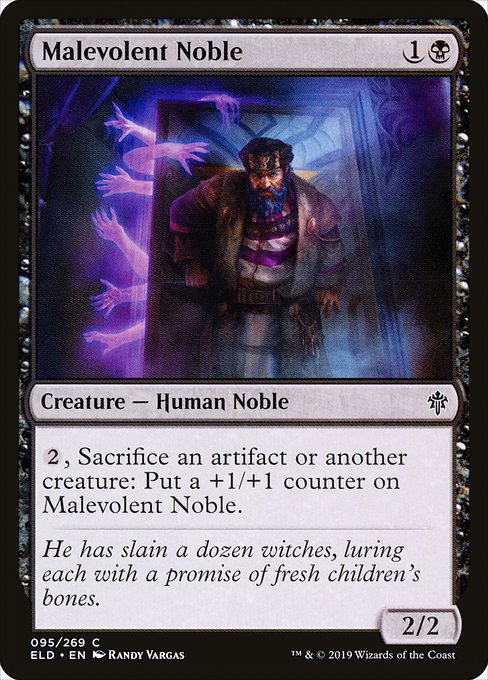 Malevolent Noble 1
Creature — Human Noble
2, Sacrifice an artifact or another
creature: Put a +1/+1 counter on
Malevolent Noble.
He has slain a dozen witches, luring
each with a promise of fresh children's
bones.
2/2
095/269 C
ELD • EN RANDY VARGAS
™ & © 2019 Wizards of the Coast